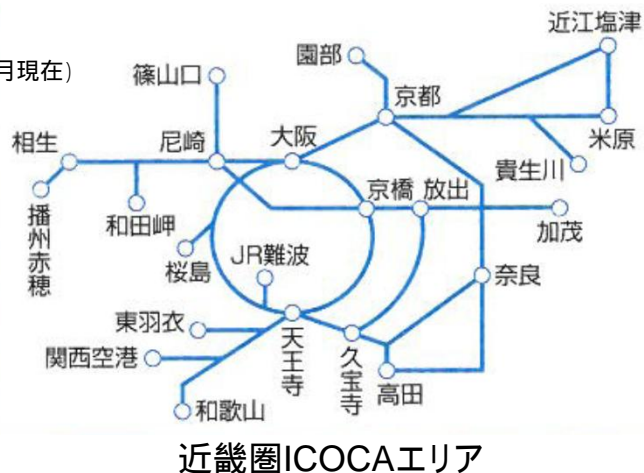 近江塩津
園部
月現在)
篠山口
京都
相生
尼崎
大阪
米原
貴生川
京橋
放出
播州赤穂
和田岬
加茂
桜島
JR難波
奈良
東羽衣
関西空港
天王寺
久宝寺
高田
和歌山
近畿圏ICOCAエリア